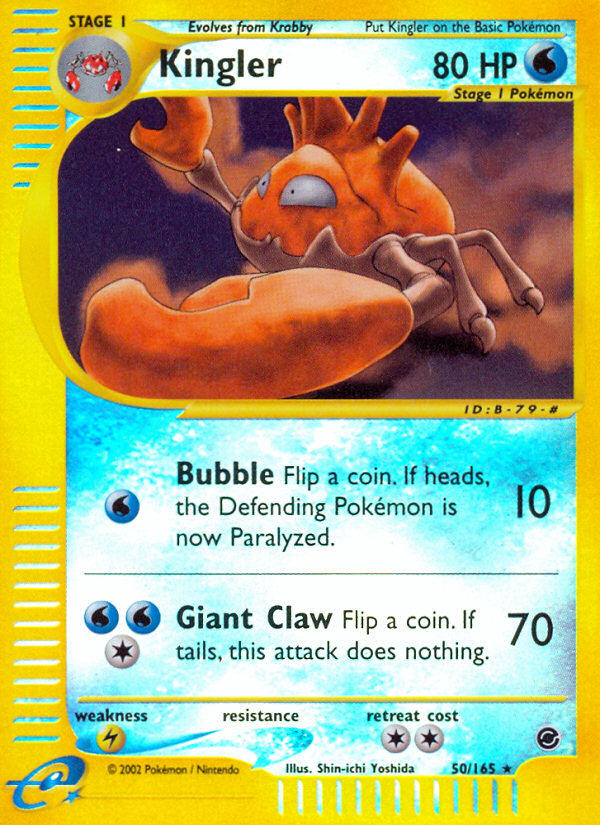 STAGE 1
Evolves from Krabby
Put Kingler on the Basic Pokémon
Kingler
80 HP
Stage 1 Pokémon
ID:B-79-#
Bubble Flip a coin. If heads,
the Defending Pokémon is
now Paralyzed.
10
Giant Claw Flip a coin. If
tails, this attack does nothing.
70
weakness
resistance
retreat cost
© 2002 Pokémon / Nintendo
Illus. Shin-ichi Yoshida
50/165 ★
e